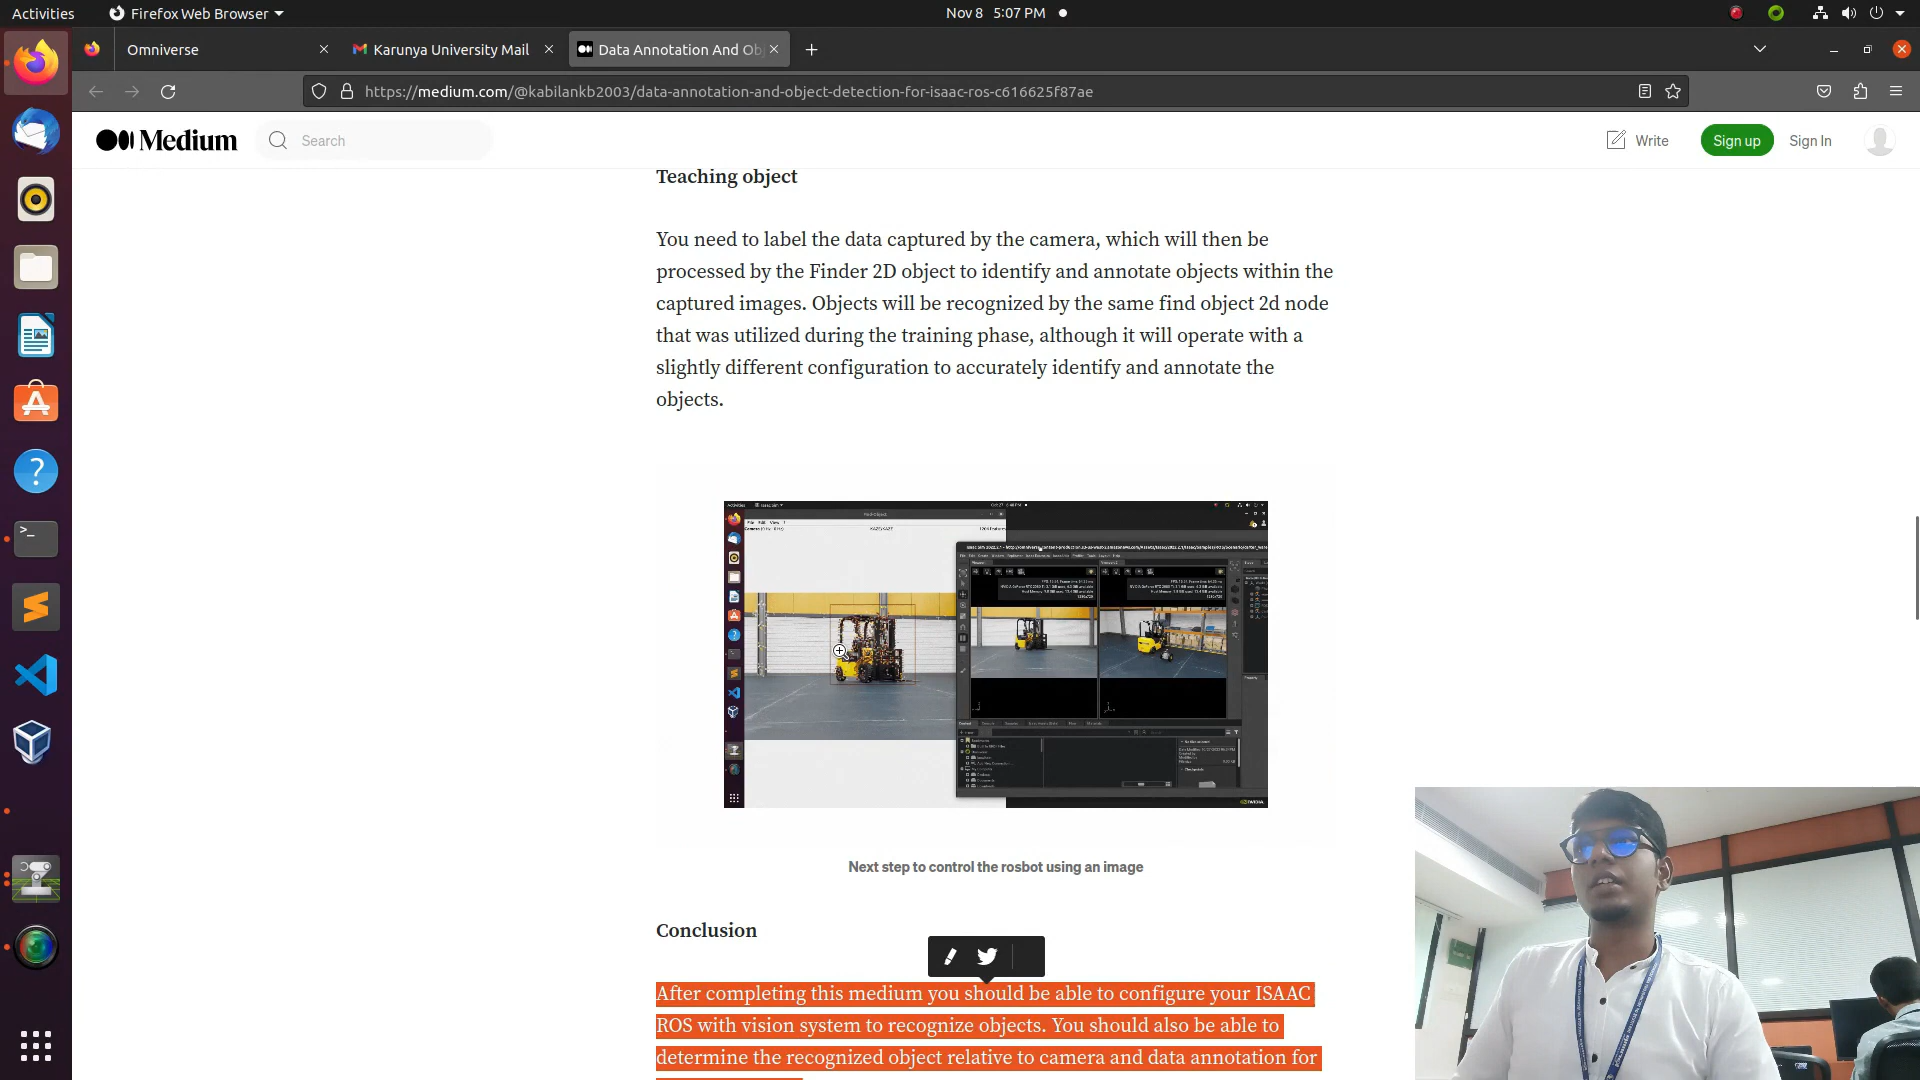 Activities
Firefox Web Browser
Nov 8 5:07 PM
Omniverse
Karunya University Mail
Data Annotation And Ob
https://medium.com/@kabilankb2003/data-annotation-and-object-detection-for-isaac-ros-c616625f87ae
Medium
Search
Write
Sign up
Sign In
Teaching object
You need to label the data captured by the camera, which will then be
processed by the Finder 2D object to identify and annotate objects within the
captured images. Objects will be recognized by the same find object 2d node
that was utilized during the training phase, although it will operate with a
slightly different configuration to accurately identify and annotate the
objects.
Next step to control the rosbot using an image
Conclusion
After completing this medium you should be able to configure your ISAAC
ROS with vision system to recognize objects. You should also be able to
determine the recognized object relative to camera and data annotation for